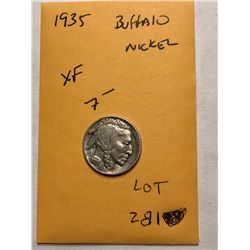 1935 BUFFALO
NICKEL
XF
7-
LOT
281